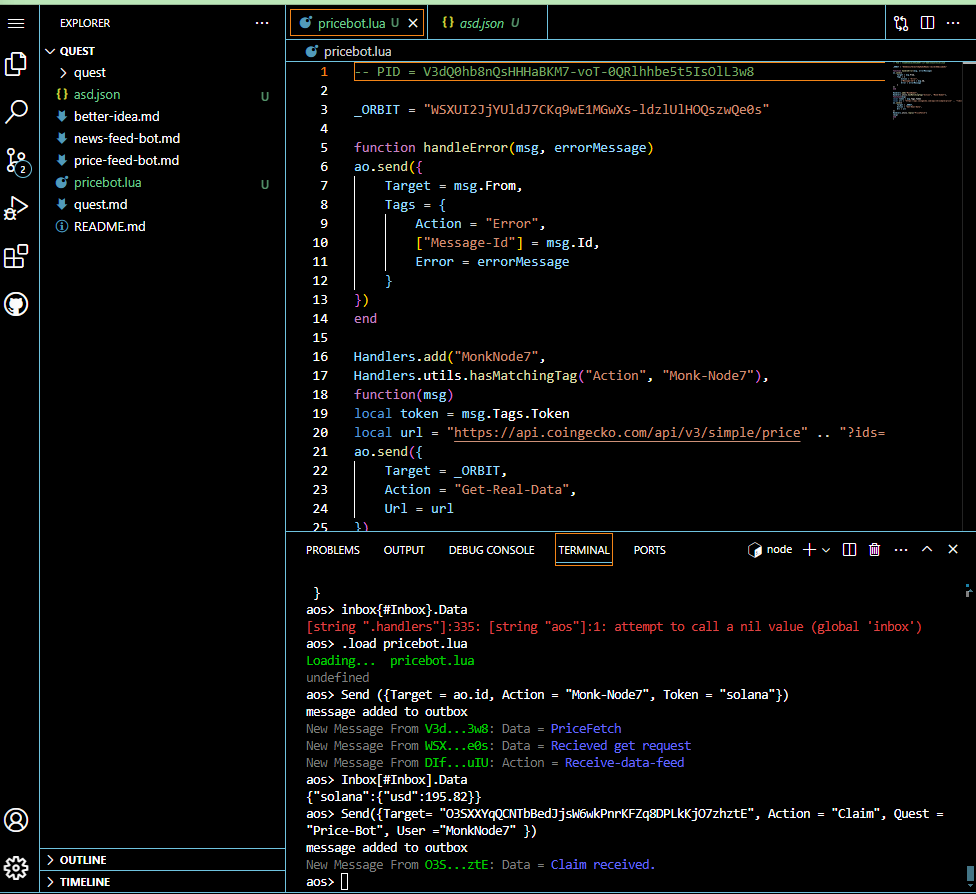 EXPLORER
QUEST
quest
asd.json U
better-idea.md
news-feed-bot.md
price-feed-bot.md
pricebot.lua U
quest.md
README.md
2
OUTLINE
TIMELINE
pricebot.lua U
asd.json U
pricebot.lua
1 -- PID = V3dQ0hb8nQsHHHaBKM7-voT-0QRlhhbe5t5IsOlL3w8
2
3 _ORBIT = "WSXUI2JjYUldJ7CKq9wE1MGwXs-ldzlUlHOQszwQe0s"
4
5 function handleError(msg, errorMessage)
6 ao.send({
7 Target = msg.From,
8 Tags = {
9 Action = "Error",
10 ["Message-Id"] = msg.Id,
11 Error = errorMessage
12 }
13 })
14 end
15
16 Handlers.add("MonkNode7",
17 Handlers.utils.hasMatchingTag("Action", "Monk-Node7"),
18 function(msg)
19 local token = msg.Tags.Token
20 local url = "https://api.coingecko.com/api/v3/simple/price" .. "?ids=
21 ao.send({
22 Target = _ORBIT,
23 Action = "Get-Real-Data",
24 Url = url
25 })
PROBLEMS OUTPUT DEBUG CONSOLE TERMINAL PORTS node
}
aos> inbox{#Inbox}.Data
[string ".handlers"]:335: [string "aos"]:1: attempt to call a nil value (global 'inbox')
aos> .load pricebot.lua
Loading... pricebot.lua
undefined
aos> Send ({Target = ao.id, Action = "Monk-Node7", Token = "solana"})
message added to outbox
New Message From V3d...3w8: Data = PriceFetch
New Message From WSX...e0s: Data = Recieved get request
New Message From DIf...uIU: Action = Receive-data-feed
aos> Inbox[#Inbox].Data
{"solana":{"usd":195.82}}
aos> Send({Target= "O3SXXYqQCNTbBedJjsW6wkPnrKFZq8DPLkKjO7zhztE", Action = "Claim", Quest =
"Price-Bot", User ="MonkNode7" })
message added to outbox
New Message From O3S...ztE: Data = Claim received.
aos>